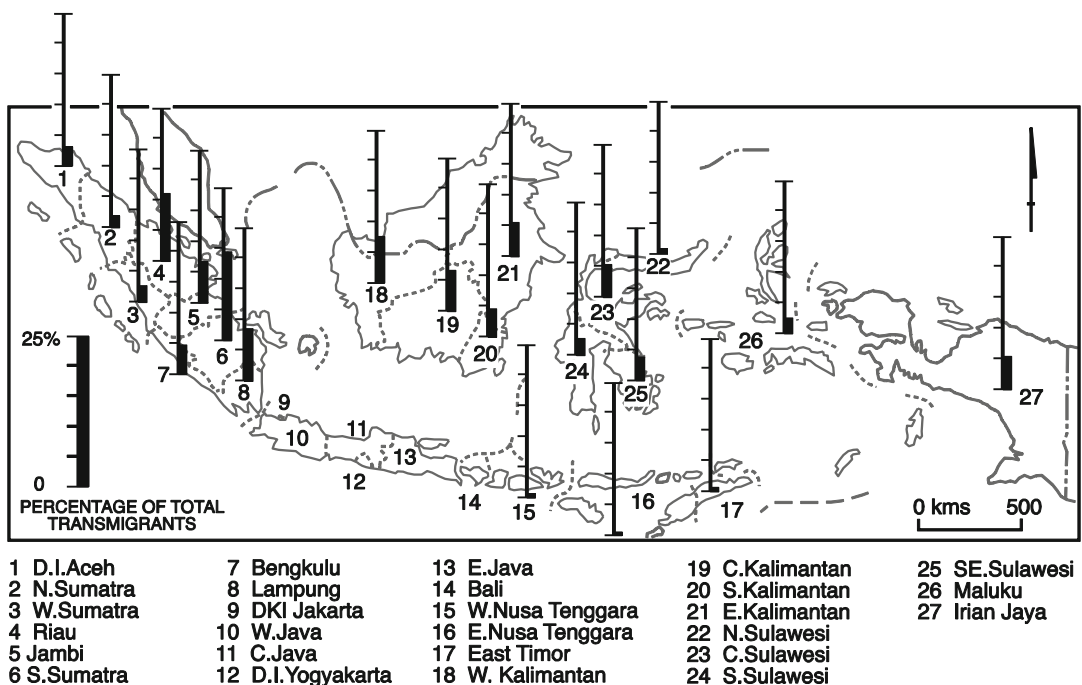 1
2
3
4
5
6
7
8
9
10
11
12
13
14
15
16
17
18
19
20
21
22
23
24
25
26
27
25%
0
PERCENTAGE OF TOTAL
TRANSMIGRANTS
0 kms 500
1 D.I.Aceh
2 N.Sumatra
3 W.Sumatra
4 Riau
5 Jambi
6 S.Sumatra
7 Bengkulu
8 Lampung
9 DKI Jakarta
10 W.Java
11 C.Java
12 D.I.Yogyakarta
13 E.Java
14 Bali
15 W.Nusa Tenggara
16 E.Nusa Tenggara
17 East Timor
18 W. Kalimantan
19 C.Kalimantan
20 S.Kalimantan
21 E.Kalimantan
22 N.Sulawesi
23 C.Sulawesi
24 S.Sulawesi
25 SE.Sulawesi
26 Maluku
27 Irian Jaya